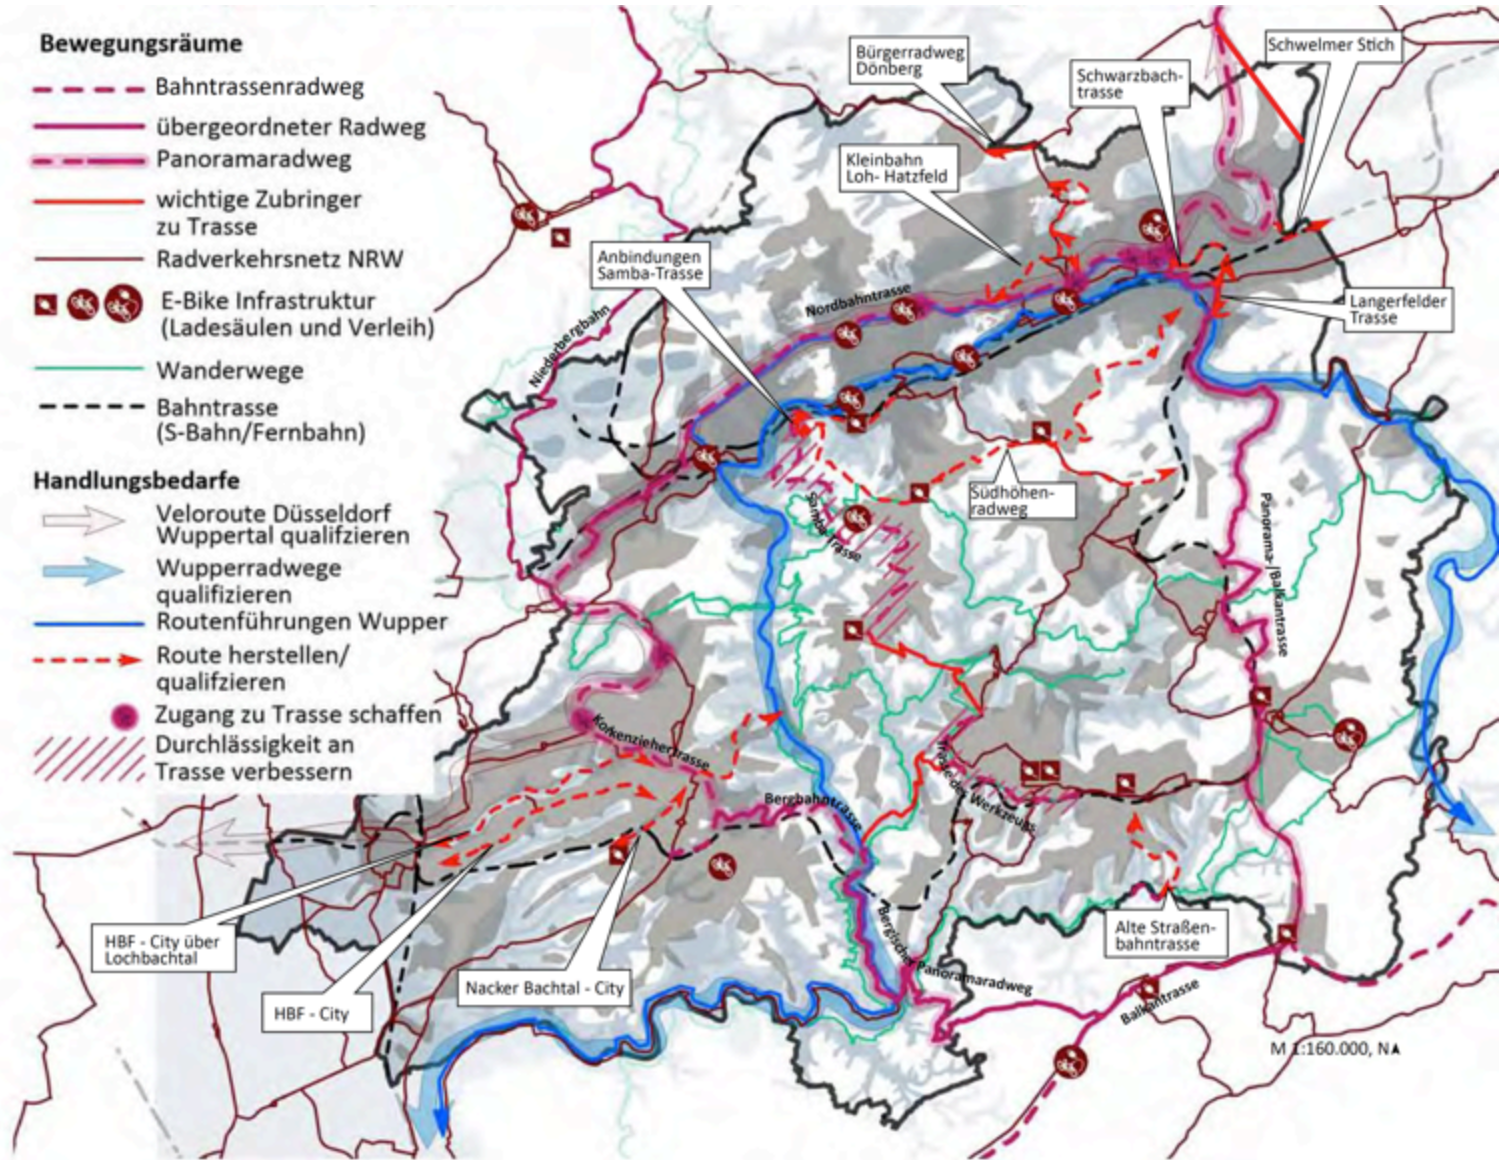 Bewegungsräume
Bahntrassenradweg
übergeordneter Radweg
Panoramaradweg
wichtige Zubringer
zu Trasse
Radverkehrsnetz NRW
E-Bike Infrastruktur
(Ladesäulen und Verleih)
Wanderwege
Bahntrasse
(S-Bahn/Fernbahn)
Handlungsbedarfe
Veloroute Düsseldorf
Wuppertal qualifzieren
Wupperradwege
qualifizieren
Routenführungen Wupper
Route herstellen/
qualifzieren
Zugang zu Trasse schaffen
Durchlässigkeit an
Trasse verbessern
Bürgerradweg
Dönberg
Schwelmer Stich
Schwarzbach-
trasse
Kleinbahn
Loh- Hatzfeld
Anbindungen
Samba-Trasse
Nordbahntrasse
Niederbergbahn
Langerfelder
Trasse
Südhöhen-
radweg
Samba-Trasse
Panorama-/Balkantrasse
Korkenziehertrasse
Bergbahntrasse
Trasse des Werkzeugs
HBF - City über
Lochbachtal
HBF - City
Nacker Bachtal - City
Alte Straßen-
bahntrasse
Bergischer Panoramaradweg
Balkantrasse
M 1:160.000, N